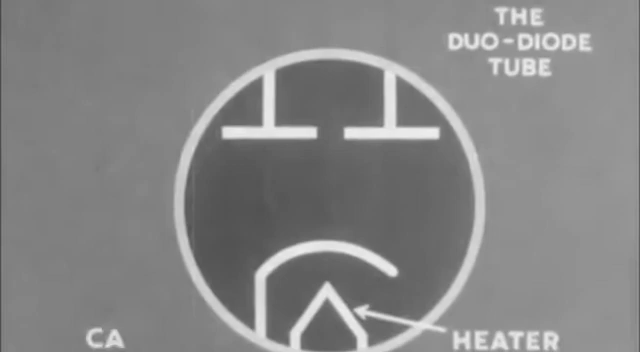 THE
DUO-DIODE
TUBE
CA
HEATER